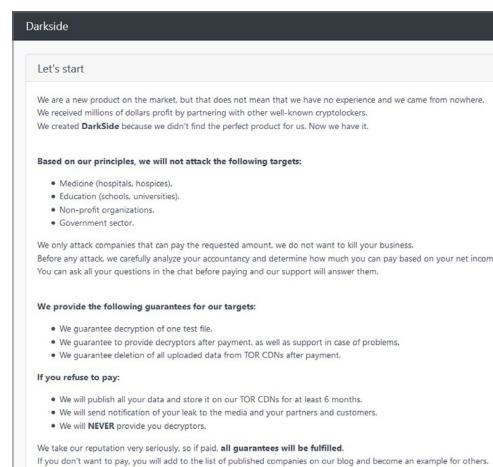 Darkside
Let's start
We are a new product on the market, but that does not mean that we have no experience and we came from nowhere.
We received millions of dollars profit by partnering with other well-known cryptolockers.
We created DarkSide because we didn't find the perfect product for us. Now we have it.
Based on our principles, we will not attack the following targets:
Medicine (hospitals, hospices).
Education (schools, universities).
Non-profit organizations.
Government sector.
We only attack companies that can pay the requested amount, we do not want to kill your business.
Before any attack, we carefully analyze your accountancy and determine how much you can pay based on your net incom
You can ask all your questions in the chat before paying and our support will answer them.
We provide the following guarantees for our targets:
We guarantee decryption of one test file.
We guarantee to provide decryptors after payment, as well as support in case of problems.
We guarantee deletion of all uploaded data from TOR CDNs after payment.
If you refuse to pay:
We will publish all your data and store it on our TOR CDNs for at least 6 months.
We will send notification of your leak to the media and your partners and customers.
We will NEVER provide you decryptors.
We take our reputation very seriously, so if paid, all guarantees will be fulfilled.
If you don't want to pay, you will add to the list of published companies on our blog and become an example for others.